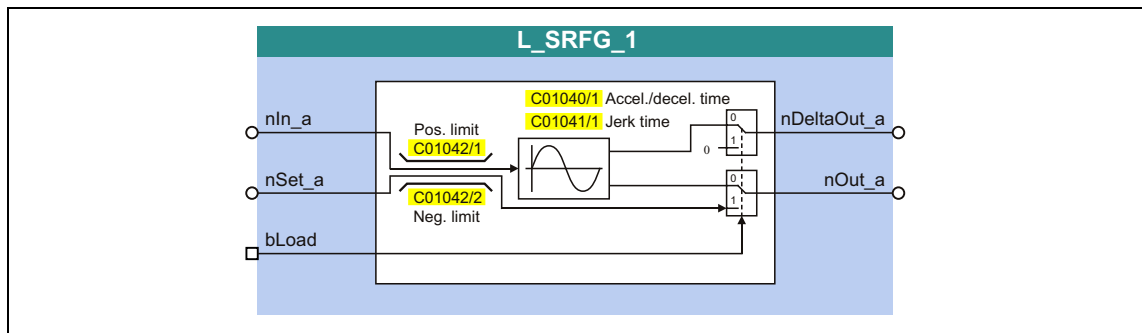 L_SRFG_1
C01040/1 Accel./decel. time
C01041/1 Jerk time
nIn_a
Pos. limit
C01042/1
nSet_a
C01042/2
Neg. limit
bLoad
0
1
0
nDeltaOut_a
0
1
nOut_a